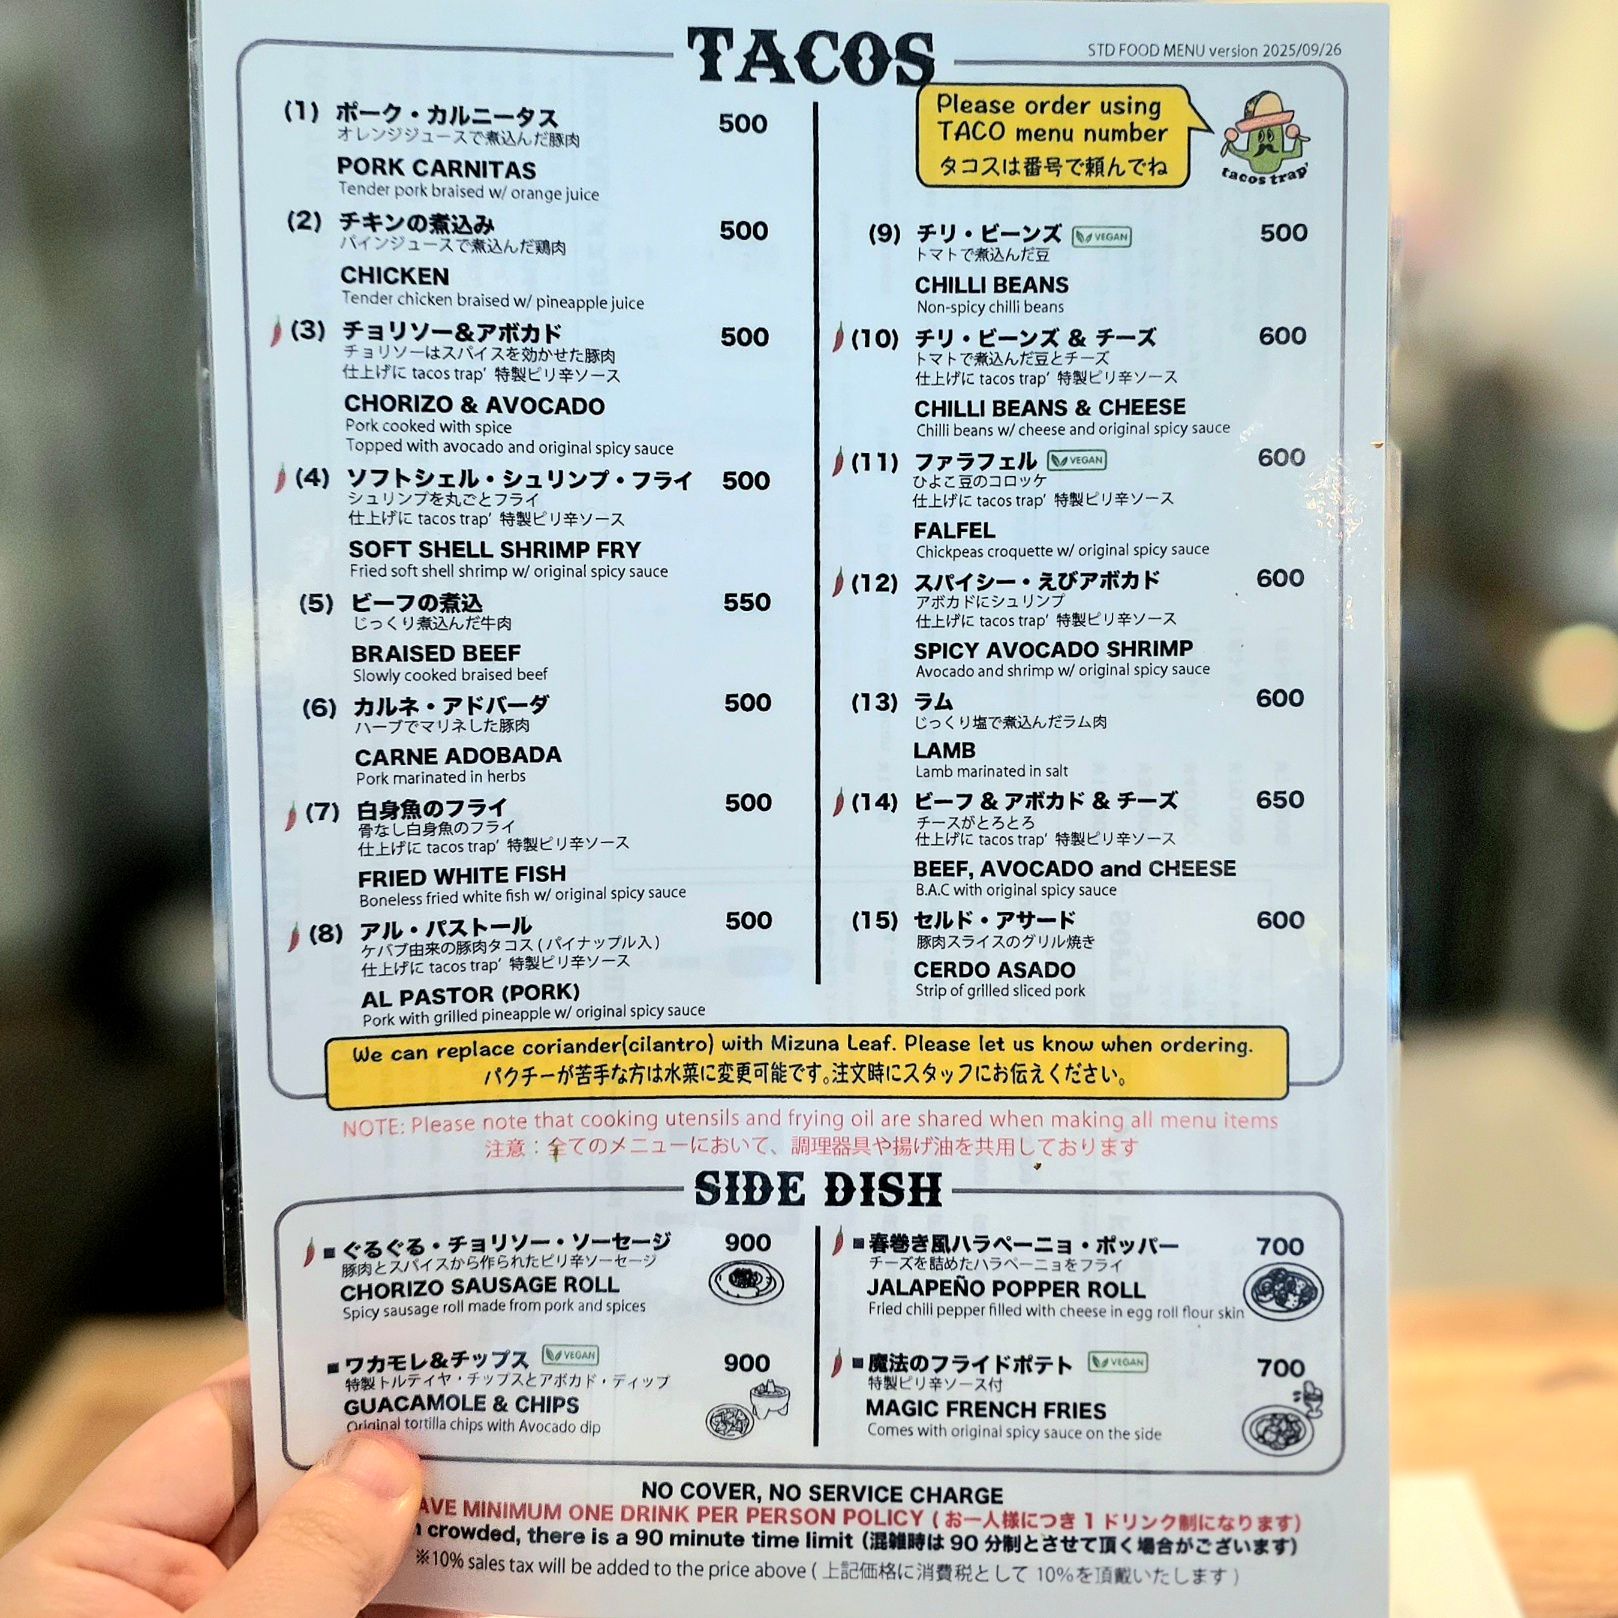 TACOS
STD FOOD MENU version 2025/09/26
(1) ポーク・カルニータス 500
オレンジジュースで煮込んだ豚肉
PORK CARNITAS
Tender pork braised w/ orange juice
(2) チキンの煮込み 500
パインジュースで煮込んだ鶏肉
CHICKEN
Tender chicken braised w/ pineapple juice
(3) チョリソー&アボカド 500
チョリソーはスパイスを効かせた豚肉
仕上げに tacos trap' 特製ピリ辛ソース
CHORIZO & AVOCADO
Pork cooked with spice
Topped with avocado and original spicy sauce
(4) ソフトシェル・シュリンプ・フライ 500
シュリンプを丸ごとフライ
仕上げに tacos trap' 特製ピリ辛ソース
SOFT SHELL SHRIMP FRY
Fried soft shell shrimp w/ original spicy sauce
(5) ビーフの煮込 550
じっくり煮込んだ牛肉
BRAISED BEEF
Slowly cooked braised beef
(6) カルネ・アドバーダ 500
ハーブでマリネした豚肉
CARNE ADOBADA
Pork marinated in herbs
(7) 白身魚のフライ 500
骨なし白身魚のフライ
仕上げに tacos trap' 特製ピリ辛ソース
FRIED WHITE FISH
Boneless fried white fish w/ original spicy sauce
(8) アル・パストール 500
ケバブ由来の豚肉タコス ( パイナップル入 )
仕上げに tacos trap' 特製ピリ辛ソース
AL PASTOR (PORK)
Pork with grilled pineapple w/ original spicy sauce
Please order using
TACO menu number
タコスは番号で頼んでね
tacos trap'
(9) チリ・ビーンズ VEGAN 500
トマトで煮込んだ豆
CHILLI BEANS
Non-spicy chilli beans
(10) チリ・ビーンズ & チーズ 600
トマトで煮込んだ豆とチーズ
仕上げに tacos trap' 特製ピリ辛ソース
CHILLI BEANS & CHEESE
Chilli beans w/ cheese and original spicy sauce
(11) ファラフェル VEGAN 600
ひよこ豆のコロッケ
仕上げに tacos trap' 特製ピリ辛ソース
FALFEL
Chickpeas croquette w/ original spicy sauce
(12) スパイシー・えびアボカド 600
アボカドにシュリンプ
仕上げに tacos trap' 特製ピリ辛ソース
SPICY AVOCADO SHRIMP
Avocado and shrimp w/ original spicy sauce
(13) ラム 600
じっくり塩で煮込んだラム肉
LAMB
Lamb marinated in salt
(14) ビーフ & アボカド & チーズ 650
チースがとろとろ
仕上げに tacos trap' 特製ピリ辛ソース
BEEF, AVOCADO and CHEESE
B.A.C with original spicy sauce
(15) セルド・アサード 600
豚肉スライスのグリル焼き
CERDO ASADO
Strip of grilled sliced pork
We can replace coriander(cilantro) with Mizuna Leaf. Please let us know when ordering.
パクチーが苦手な方は水菜に変更可能です。注文時にスタッフにお伝えください。
NOTE: Please note that cooking utensils and frying oil are shared when making all menu items
注意：全てのメニューにおいて、調理器具や揚げ油を共用しております
SIDE DISH
■ ぐるぐる・チョリソー・ソーセージ 900
豚肉とスパイスから作られたピリ辛ソーセージ
CHORIZO SAUSAGE ROLL
Spicy sausage roll made from pork and spices
■ ワカモレ&チップス VEGAN 900
特製トルティヤ・チップスとアボカド・ディップ
GUACAMOLE & CHIPS
Original tortilla chips with Avocado dip
■ 春巻き風ハラペーニョ・ポッパー 700
チーズを詰めたハラペーニョをフライ
JALAPEÑO POPPER ROLL
Fried chili pepper filled with cheese in egg roll flour skin
■ 魔法のフライドポテト VEGAN 700
特製ピリ辛ソース付
MAGIC FRENCH FRIES
Comes with original spicy sauce on the side
NO COVER, NO SERVICE CHARGE
MINIMUM ONE DRINK PER PERSON POLICY ( お一人様につき 1 ドリンク制になります)
crowded, there is a 90 minute time limit (混雑時は 90 分制とさせて頂く場合がございます)
※10% sales tax will be added to the price above ( 上記価格に消費税として 10%を頂戴いたします )